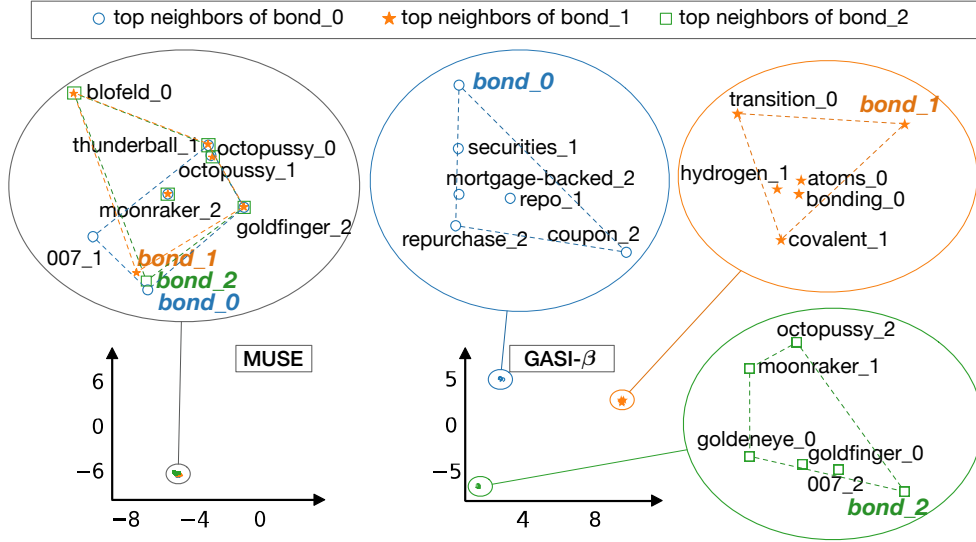 top neighbors of bond_0 top neighbors of bond_1 top neighbors of bond_2
blofeld_0
thunderball_1
octopussy_0
octopussy_1
moonraker_2
goldfinger_2
007_1
bond_1
bond_2
bond_0
bond_0
securities_1
mortgage-backed_2
repo_1
repurchase_2
coupon_2
transition_0
bond_1
hydrogen_1
atoms_0
bonding_0
covalent_1
octopussy_2
moonraker_1
goldeneye_0
goldfinger_0
007_2
bond_2
MUSE
6
0
−6
−8 −4 0
GASI-β
5
0
−5
4 8